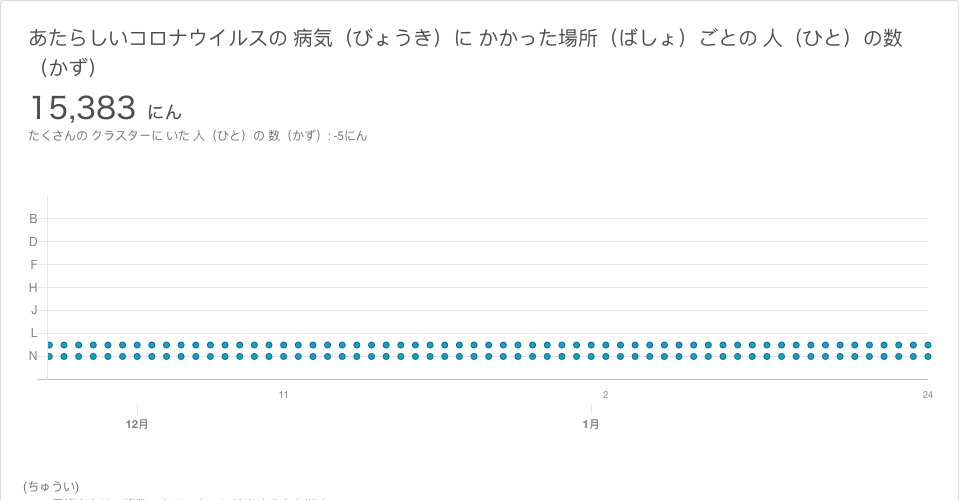 あたらしいコロナウイルスの 病気（びょうき）に かかった場所（ばしょ）ごとの 人（ひと）の数
（かず）
15,383 にん
たくさんの クラスターに いた 人（ひと）の 数（かず）: -5にん
B
D
F
H
J
L
N
11
2
24
12月
1月
(ちゅうい)